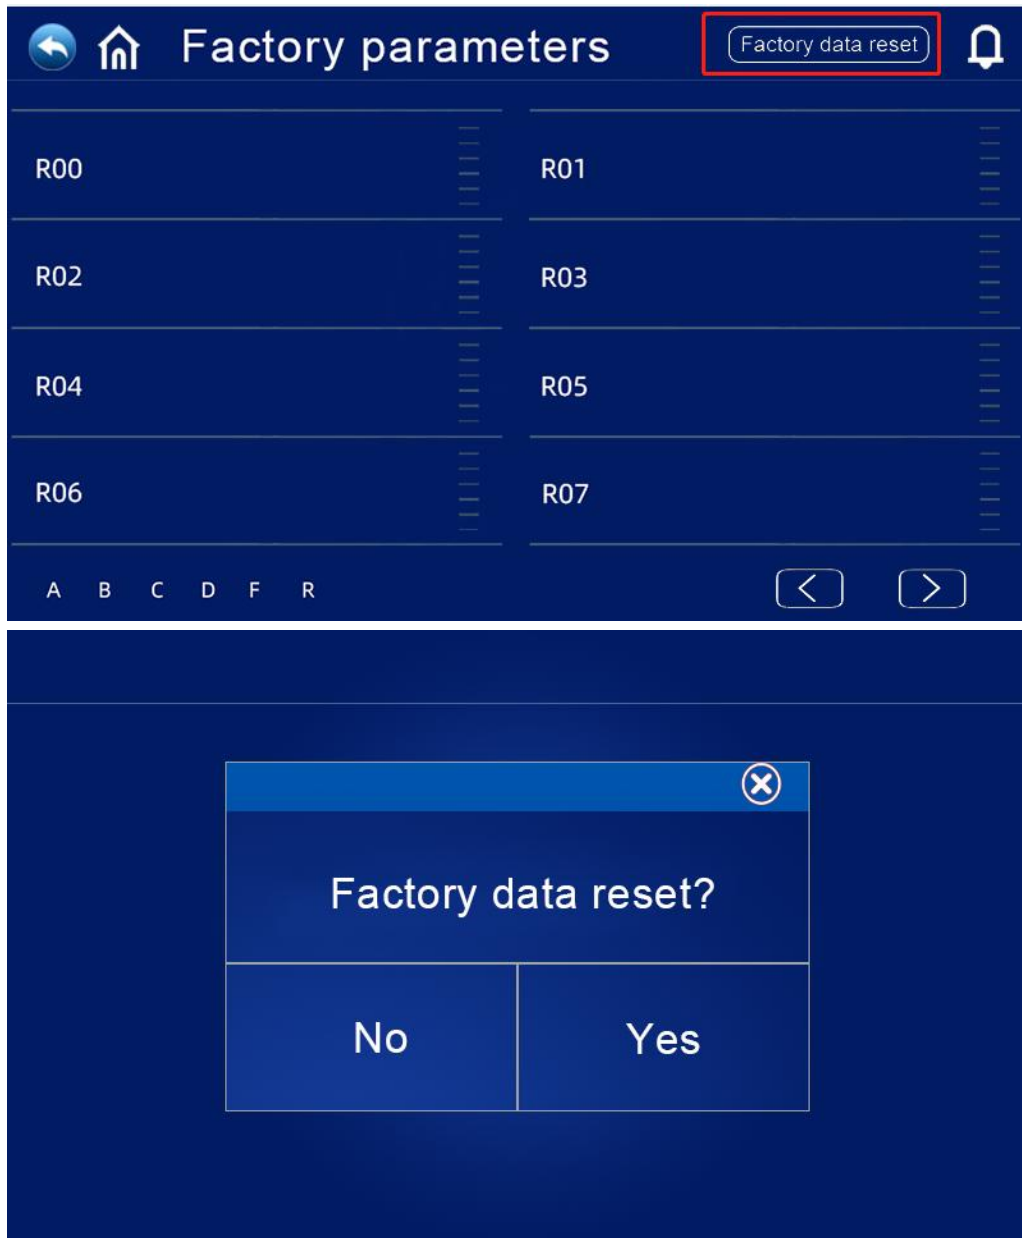 Factory parameters
Factory data reset
R00
R01
R02
R03
R04
R05
R06
R07
A B C D F R
Factory data reset?
No
Yes